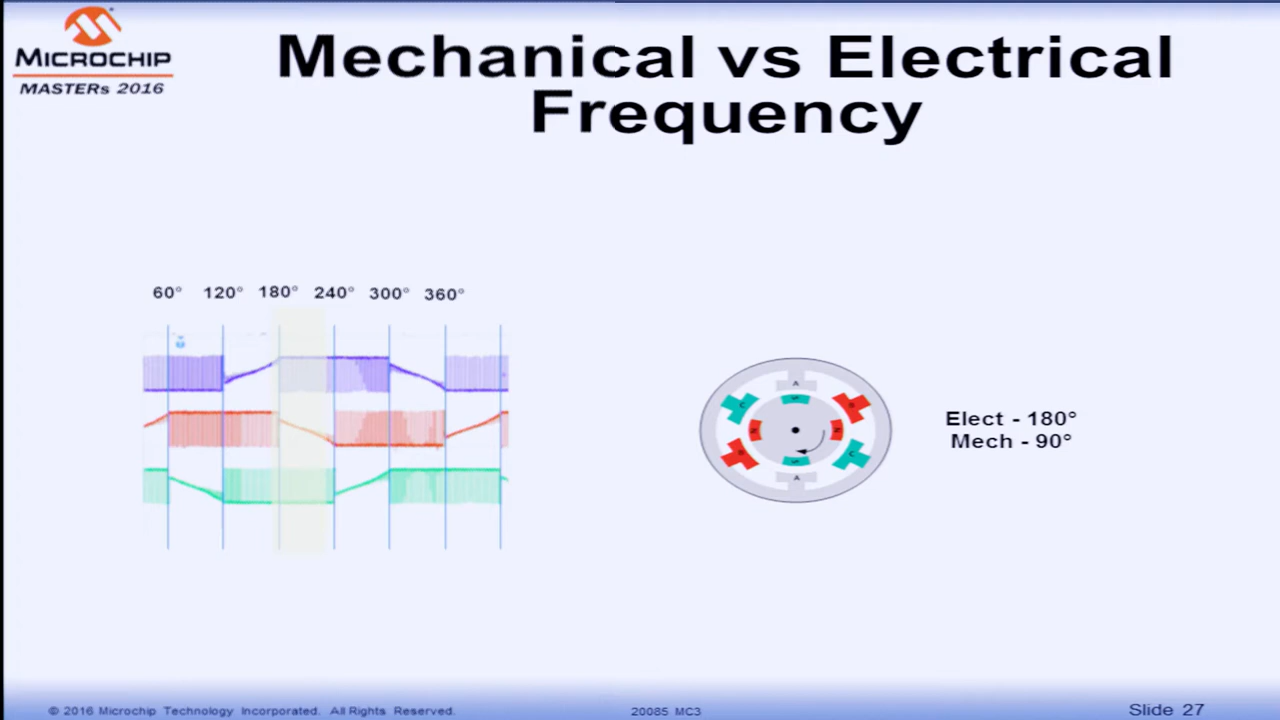 MICROCHIP
MASTERs 2016
Mechanical vs Electrical
Frequency
60° 120° 180° 240° 300° 360°
A
C
S
B
N
N
B
S
C
A
Elect - 180°
Mech - 90°
© 2016 Microchip Technology Incorporated. All Rights Reserved.
20085 MC3
Slide 27